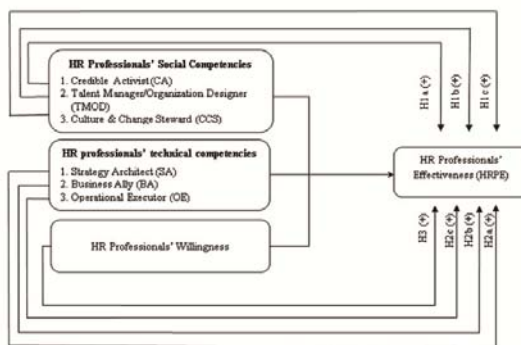 HR Professionals' Social Competencies
1. Credible Activist (CA)
2. Talent Manager/Organization Designer
(TMOD)
3. Culture & Change Steward (CCS)
HR professionals' technical competencies
1. Strategy Architect (SA)
2. Business Ally (BA)
3. Operational Executor (OE)
HR Professionals' Willingness
H1a (+)
H1b (+)
H1c (+)
HR Professionals'
Effectiveness (HRPE)
H3 (+)
H2c (+)
H2b (+)
H2a (+)